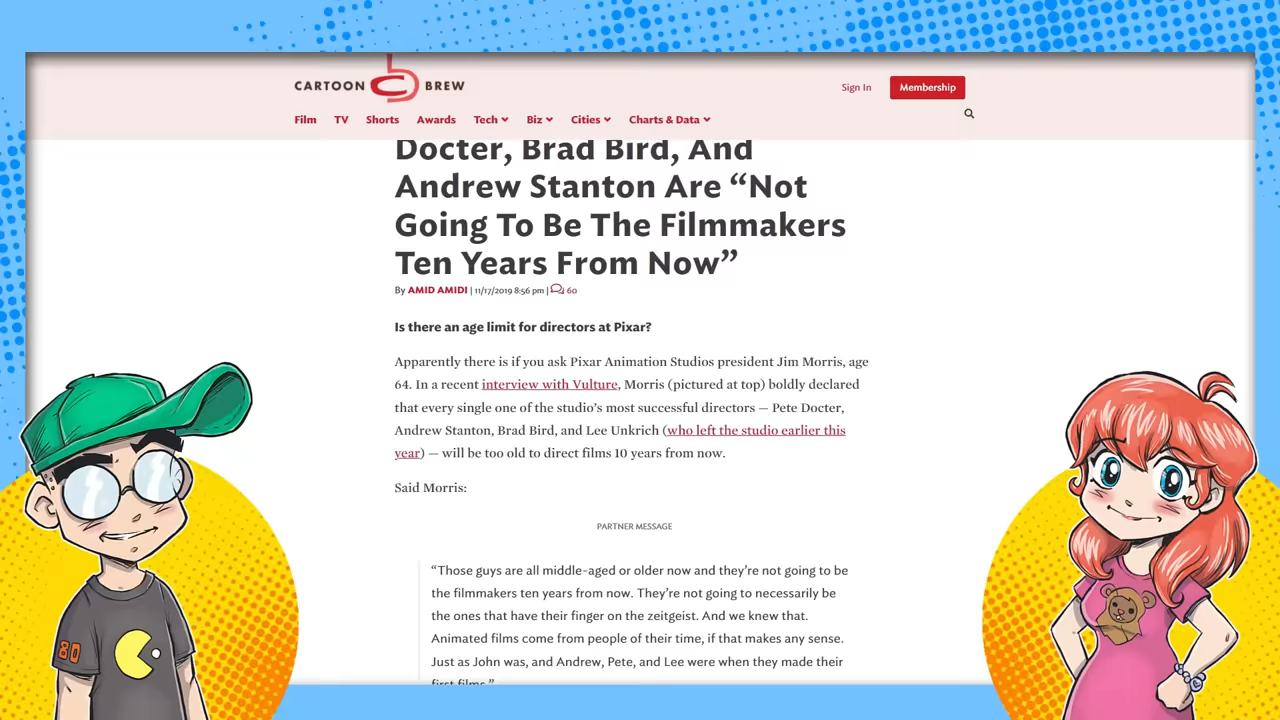 CARTOON BREW
Sign In
Membership
Film TV Shorts Awards Tech Biz Cities Charts & Data
Docter, Brad Bird, And
Andrew Stanton Are “Not
Going To Be The Filmmakers
Ten Years From Now”
By AMID AMIDI | 11/17/2019 8:56 pm | 60
Is there an age limit for directors at Pixar?
Apparently there is if you ask Pixar Animation Studios president Jim Morris, age
64. In a recent interview with Vulture, Morris (pictured at top) boldly declared
that every single one of the studio’s most successful directors — Pete Docter,
Andrew Stanton, Brad Bird, and Lee Unkrich (who left the studio earlier this
year) — will be too old to direct films 10 years from now.
Said Morris:
PARTNER MESSAGE
“Those guys are all middle-aged or older now and they’re not going to be
the filmmakers ten years from now. They’re not going to necessarily be
the ones that have their finger on the zeitgeist. And we knew that.
Animated films come from people of their time, if that makes any sense.
Just as John was, and Andrew, Pete, and Lee were when they made their
first films.”
80